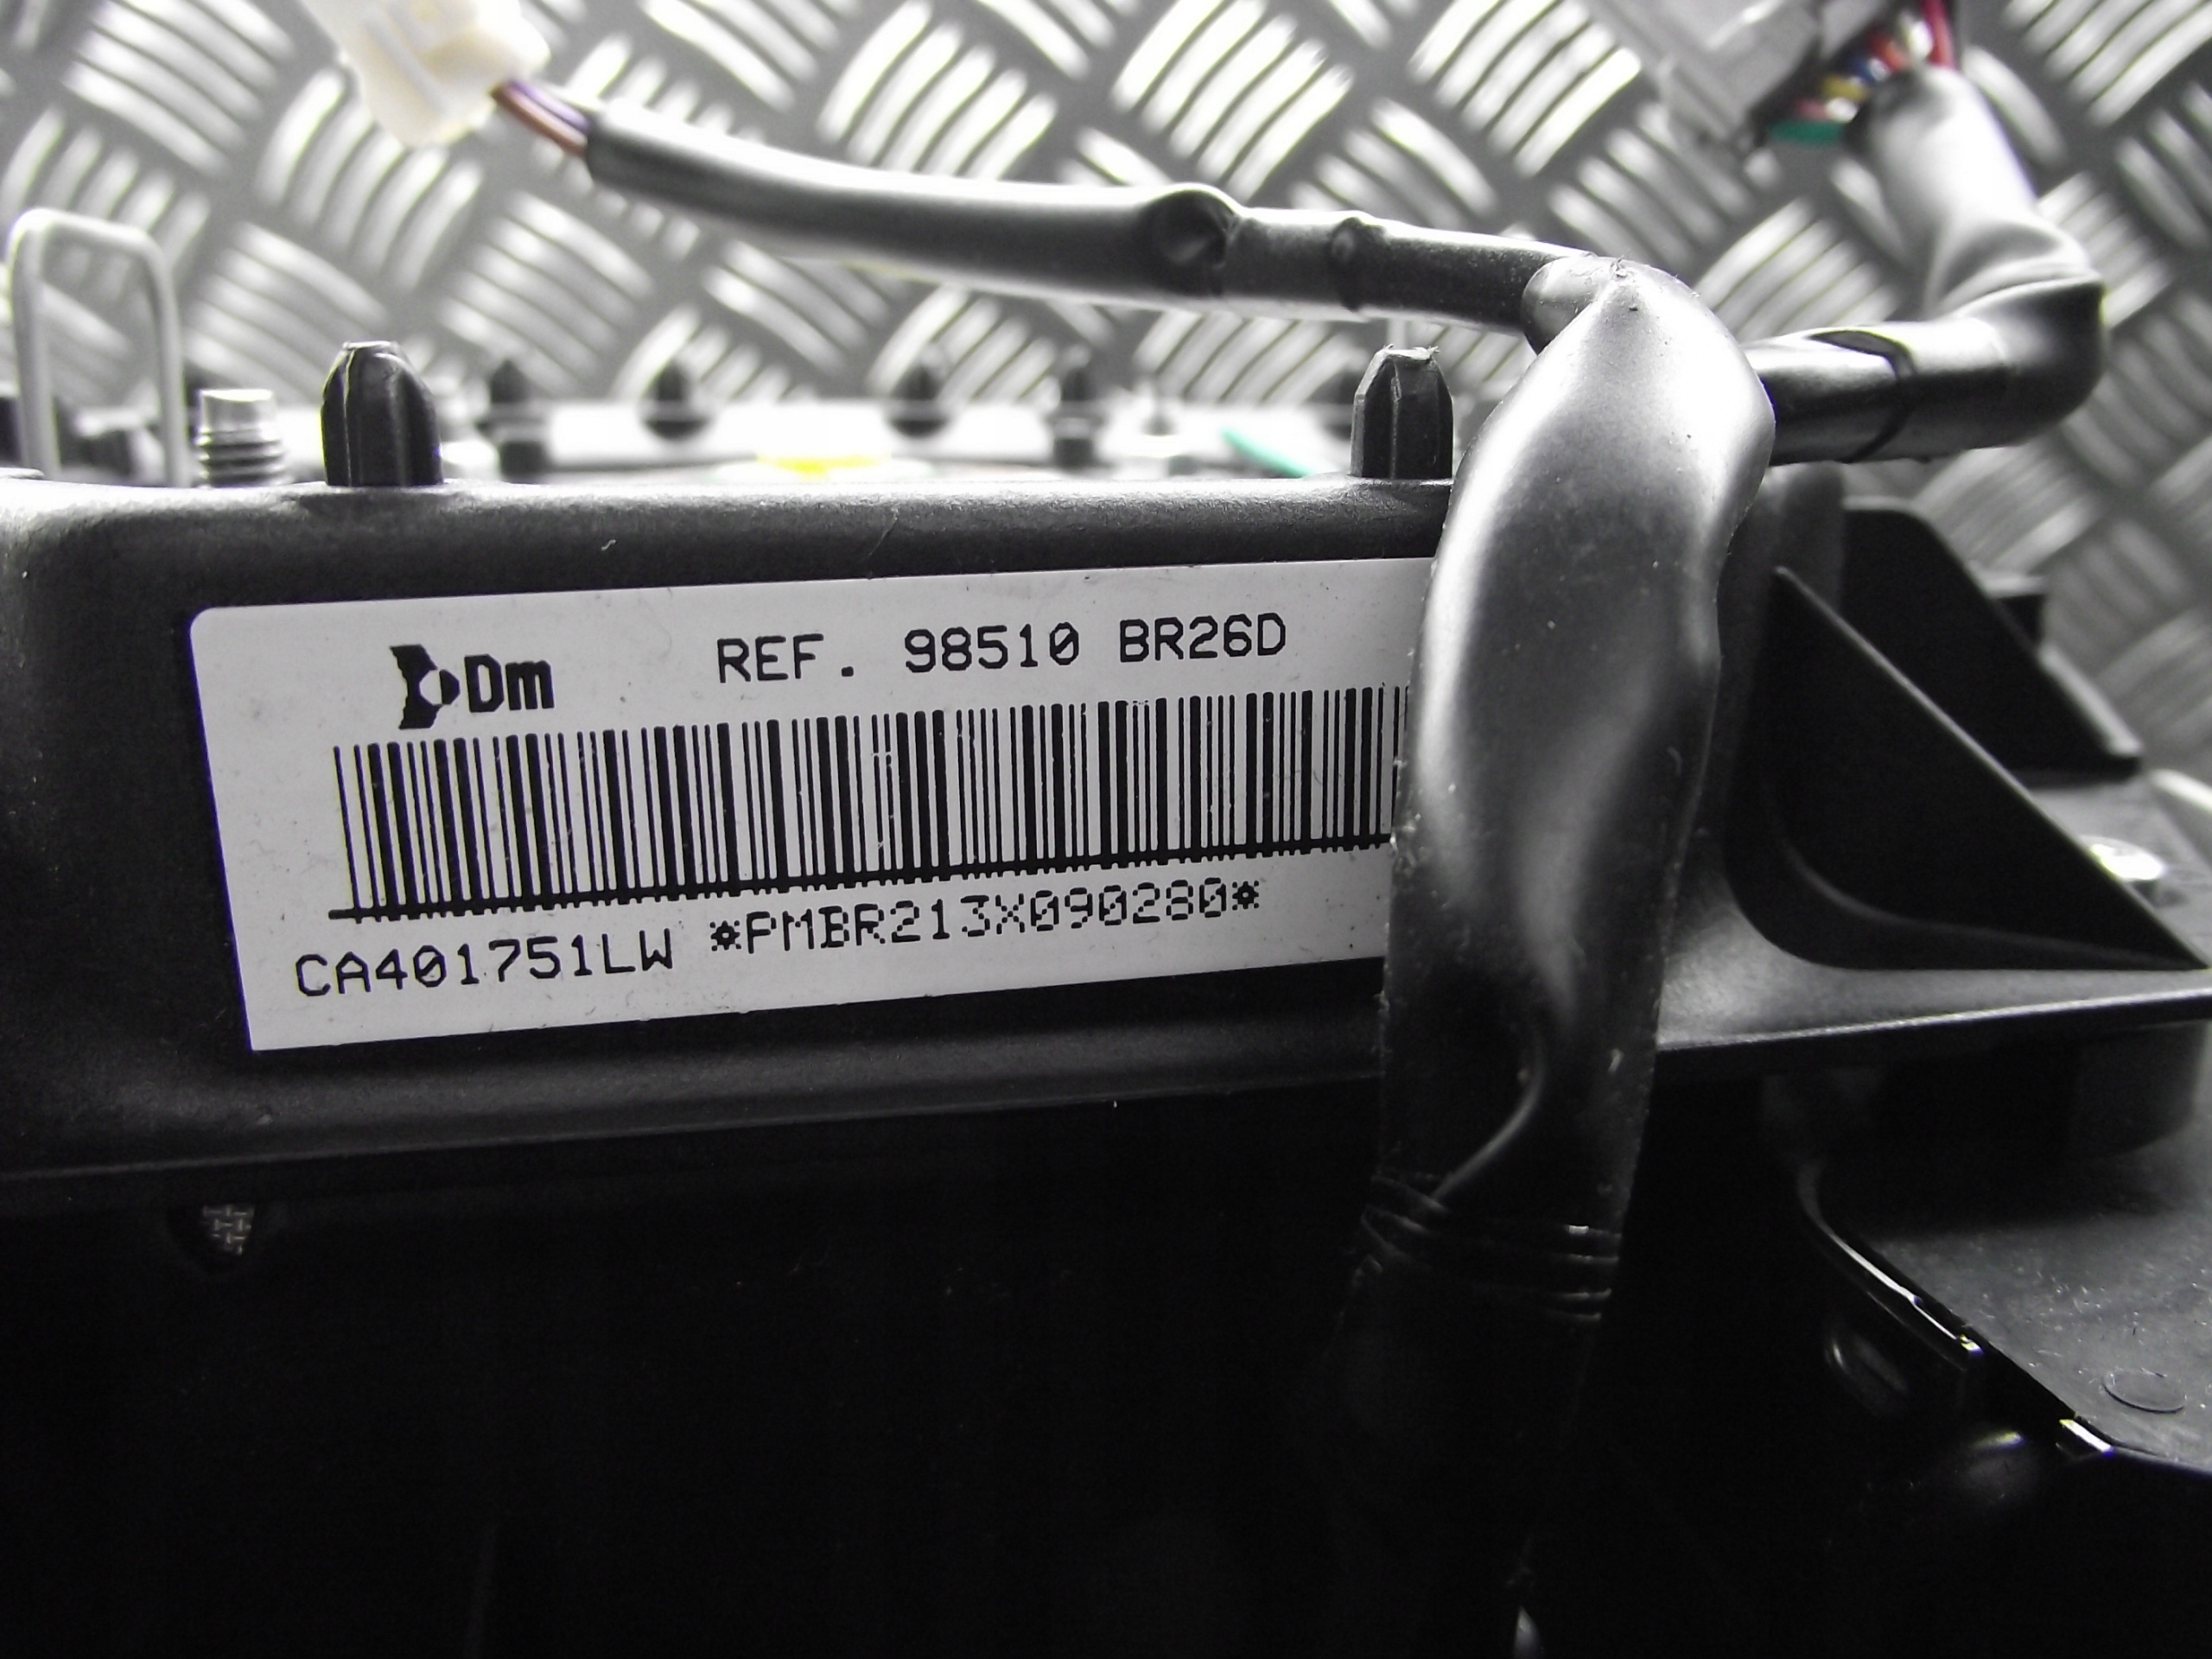 Dm
REF. 98510 BR26D
CA401751LW *PMBR213X090280*